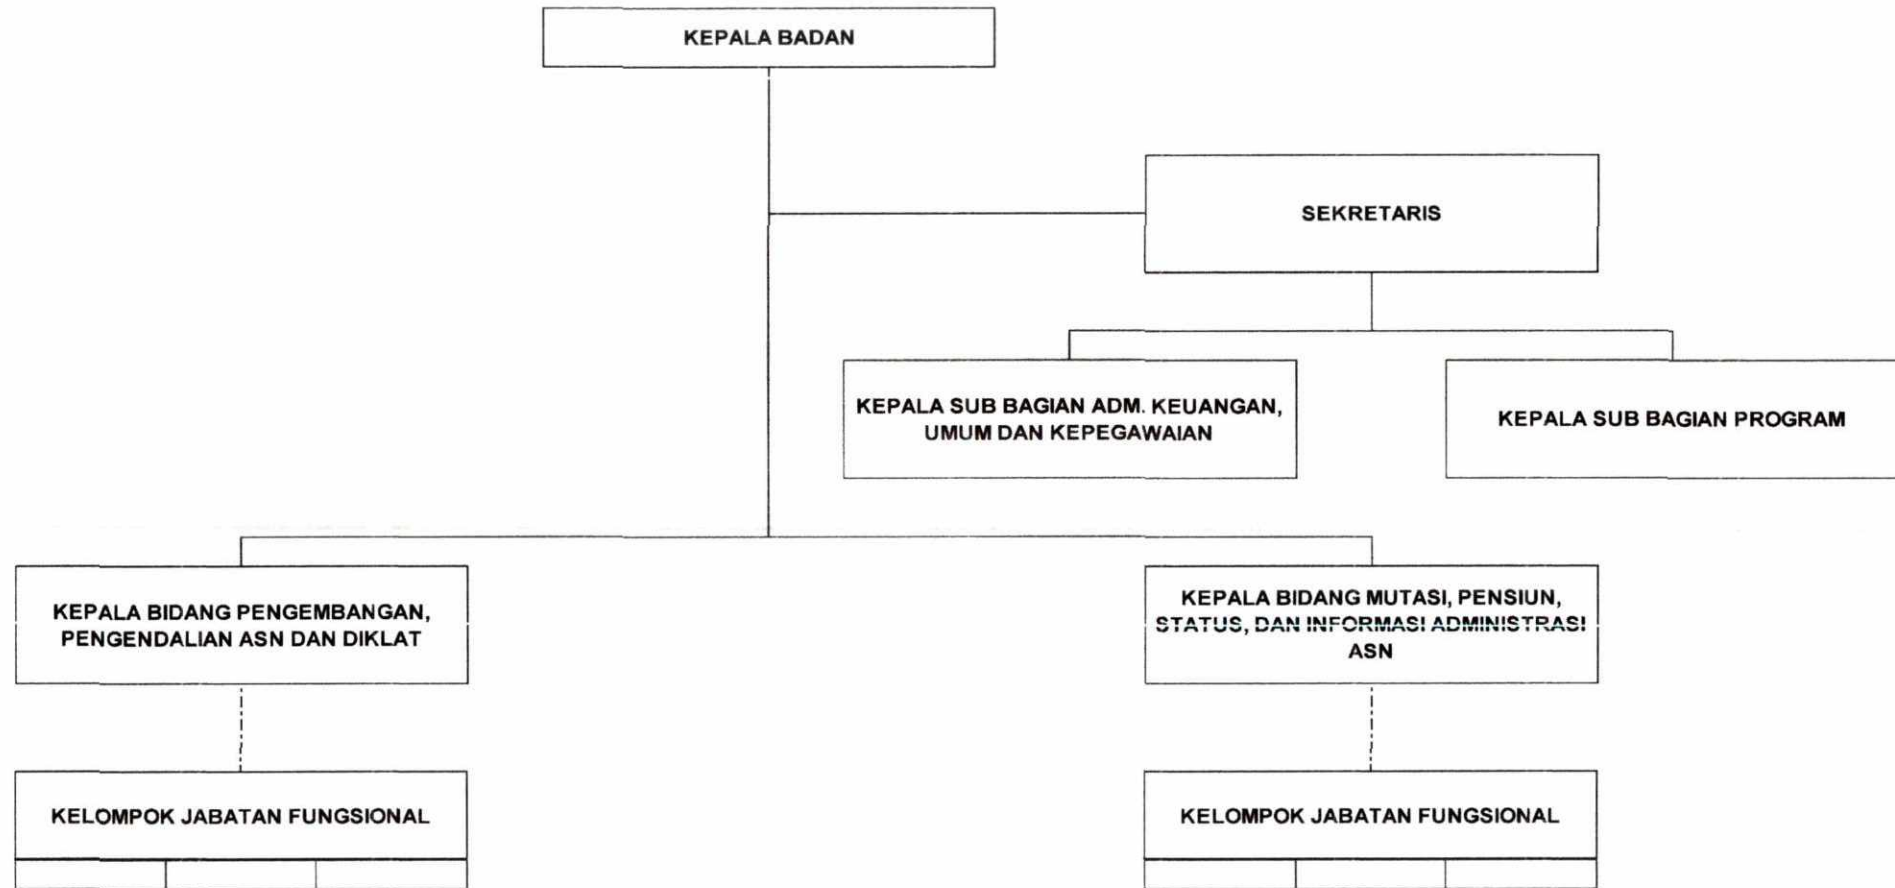 KEPALA BADAN
SEKRETARIS
KEPALA SUB BAGIAN ADM. KEUANGAN,
UMUM DAN KEPEGAWAIAN
KEPALA SUB BAGIAN PROGRAM
KEPALA BIDANG PENGEMBANGAN,
PENGENDALIAN ASN DAN DIKLAT
KEPALA BIDANG MUTASI, PENSIUN,
STATUS, DAN INFORMASI ADMINISTRASI
ASN
KELOMPOK JABATAN FUNGSIONAL
KELOMPOK JABATAN FUNGSIONAL